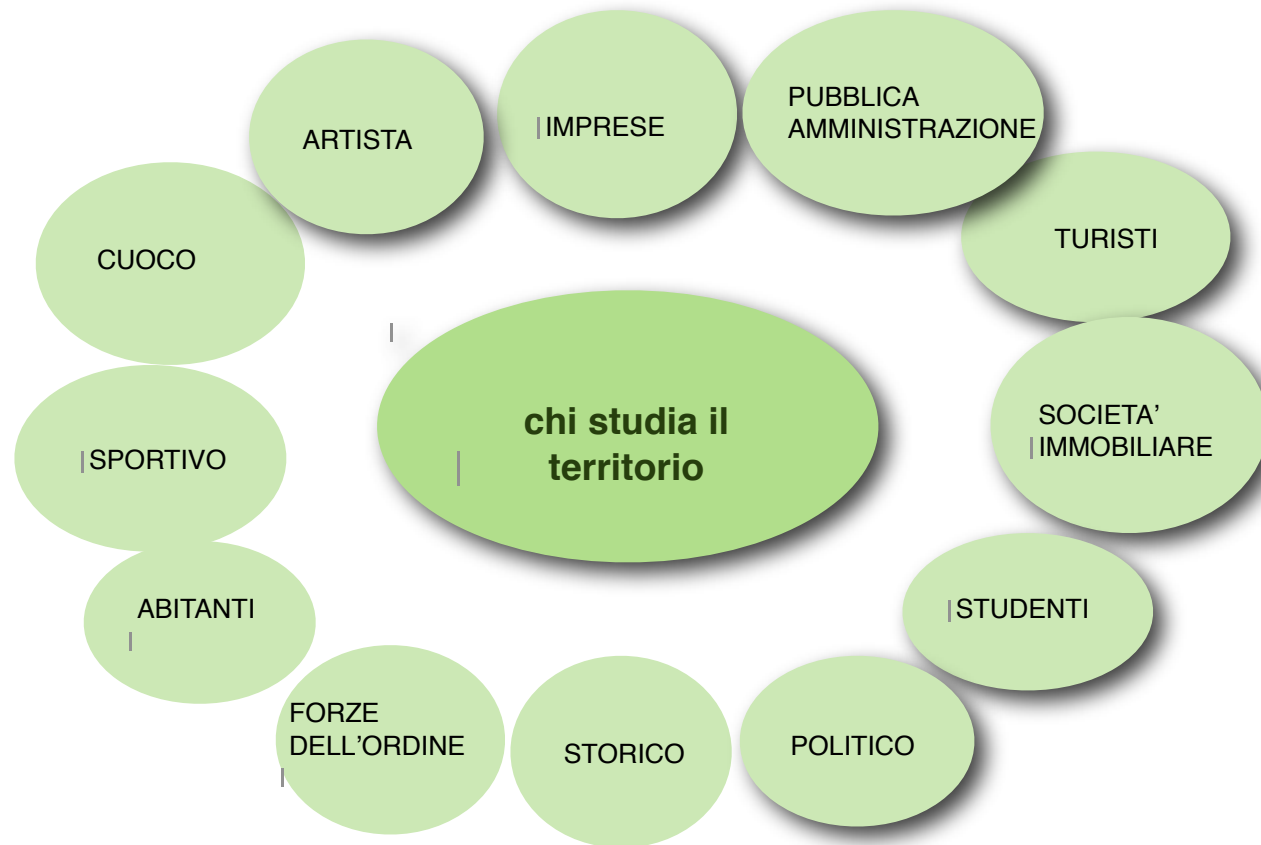 ARTISTA
IMPRESE
PUBBLICA
AMMINISTRAZIONE
TURISTI
CUOCO
SOCIETA’
IMMOBILIARE
chi studia il
territorio
SPORTIVO
STUDENTI
ABITANTI
FORZE
DELL’ORDINE
STORICO
POLITICO